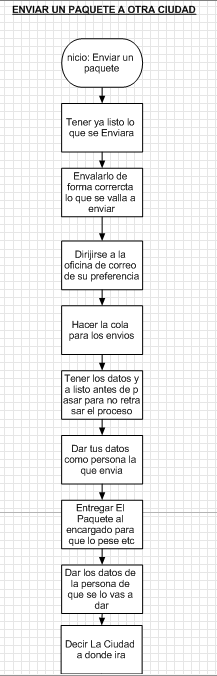 ENVIAR UN PAQUETE A OTRA CIUDAD
nicio: Enviar un
paquete
Tener ya listo lo
que se Enviara
Envalarlo de
forma corrercta
lo que se valla a
enviar
Dirijirse a la
oficina de correo
de su preferencia
Hacer la cola
para los envios
Tener los datos y
a listo antes de p
asar para no retra
sar el proceso
Dar tus datos
como persona la
que envia
Entregar El
Paquete al
encargado para
que lo pese etc
Dar los datos de
la persona de
que se lo vas a
dar
Decir La Ciudad
a donde ira